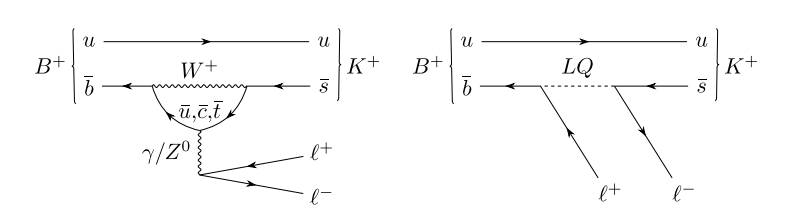 u u
B⁺ W⁺ K⁺
b̅ s̅
u̅,c̅,t̅
γ/Z⁰ ℓ⁺
ℓ⁻
u u
B⁺ LQ K⁺
b̅ s̅
ℓ⁺ ℓ⁻